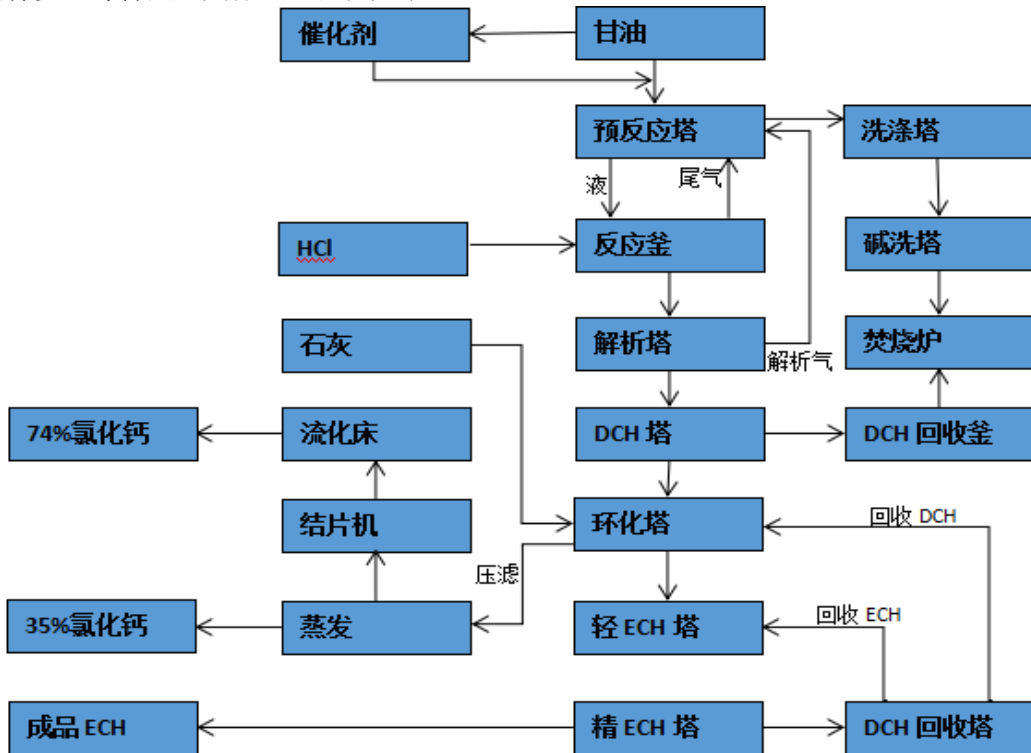 催化剂
甘油
预反应塔
洗涤塔
液
尾气
HCl
反应釜
碱洗塔
石灰
解析塔
解析气
焚烧炉
74%氯化钙
流化床
DCH 塔
DCH 回收釜
结片机
环化塔
回收 DCH
压滤
35%氯化钙
蒸发
轻 ECH 塔
回收 ECH
成品 ECH
精 ECH 塔
DCH 回收塔